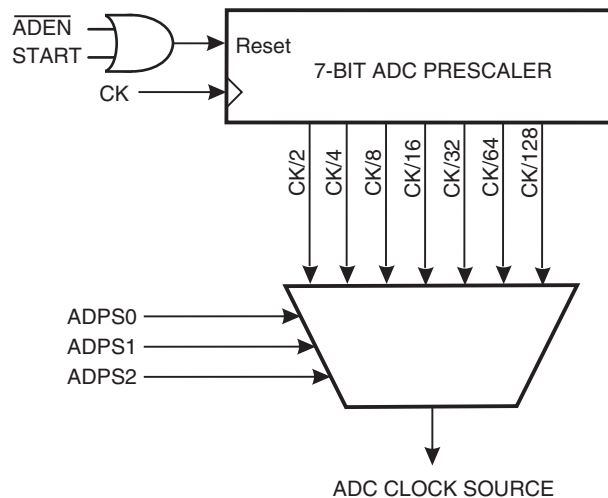 ADEN
START
Reset
7-BIT ADC PRESCALER
CK
CK/2
CK/4
CK/8
CK/16
CK/32
CK/64
CK/128
ADPS0
ADPS1
ADPS2
ADC CLOCK SOURCE